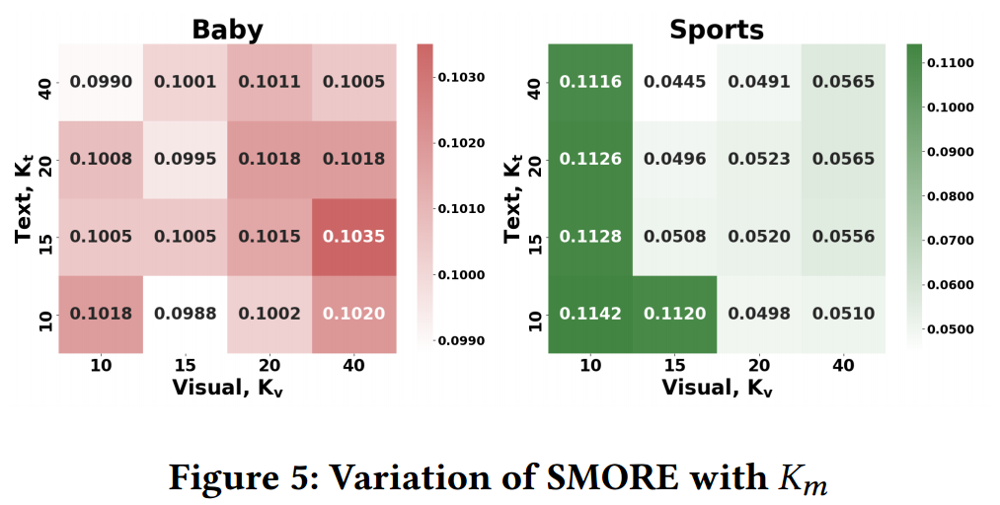 Baby
Sports
40 0.0990 0.1001 0.1011 0.1005
20 0.1008 0.0995 0.1018 0.1018
15 0.1005 0.1005 0.1015 0.1035
10 0.1018 0.0988 0.1002 0.1020
10 15 20 40
Text, Kt
Visual, Kv
0.1030
0.1020
0.1010
0.1000
0.0990
40 0.1116 0.0445 0.0491 0.0565
20 0.1126 0.0496 0.0523 0.0565
15 0.1128 0.0508 0.0520 0.0556
10 0.1142 0.1120 0.0498 0.0510
10 15 20 40
Text, Kt
Visual, Kv
0.1100
0.1000
0.0900
0.0800
0.0700
0.0600
0.0500
Figure 5: Variation of SMORE with Km